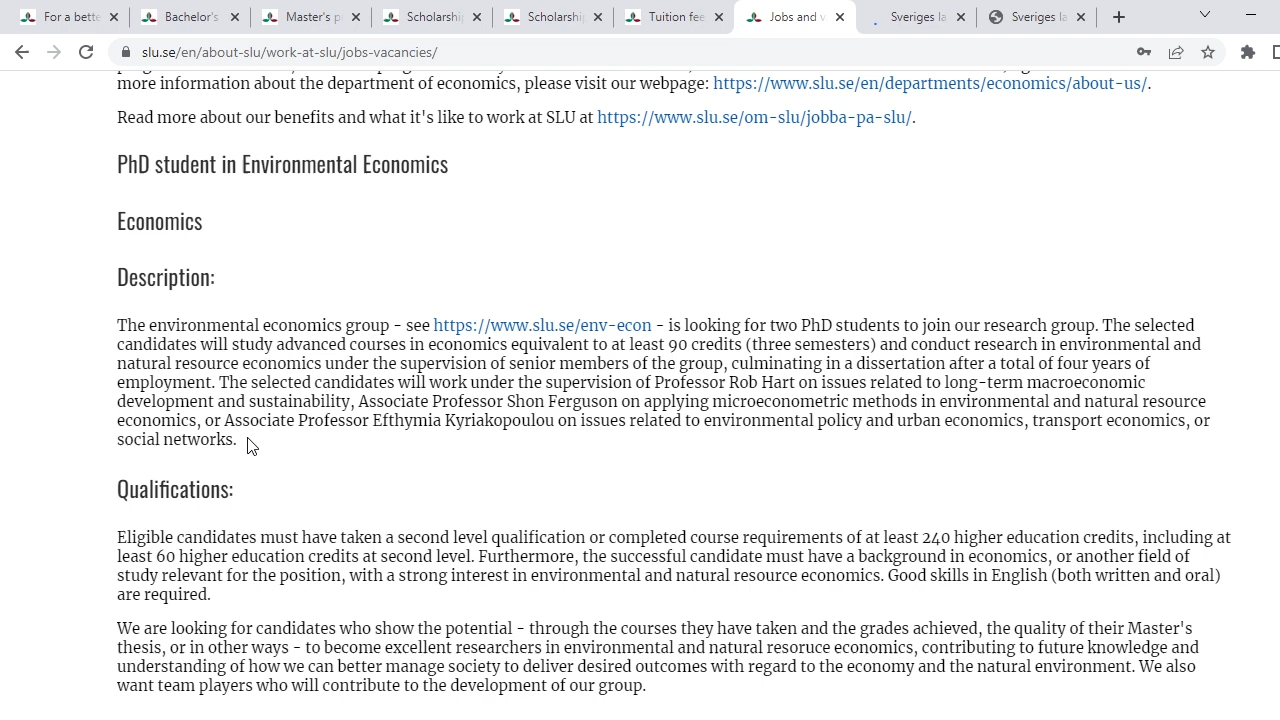 For a bette
Bachelor's
Master's p
Scholarshi
Scholarshi
Tuition fee
Jobs and v
Sveriges la
Sveriges la
slu.se/en/about-slu/work-at-slu/jobs-vacancies/
more information about the department of economics, please visit our webpage: https://www.slu.se/en/departments/economics/about-us/.
Read more about our benefits and what it's like to work at SLU at https://www.slu.se/om-slu/jobba-pa-slu/.
PhD student in Environmental Economics
Economics
Description:
The environmental economics group - see https://www.slu.se/env-econ - is looking for two PhD students to join our research group. The selected
candidates will study advanced courses in economics equivalent to at least 90 credits (three semesters) and conduct research in environmental and
natural resource economics under the supervision of senior members of the group, culminating in a dissertation after a total of four years of
employment. The selected candidates will work under the supervision of Professor Rob Hart on issues related to long-term macroeconomic
development and sustainability, Associate Professor Shon Ferguson on applying microeconometric methods in environmental and natural resource
economics, or Associate Professor Efthymia Kyriakopoulou on issues related to environmental policy and urban economics, transport economics, or
social networks.
Qualifications:
Eligible candidates must have taken a second level qualification or completed course requirements of at least 240 higher education credits, including at
least 60 higher education credits at second level. Furthermore, the successful candidate must have a background in economics, or another field of
study relevant for the position, with a strong interest in environmental and natural resource economics. Good skills in English (both written and oral)
are required.
We are looking for candidates who show the potential - through the courses they have taken and the grades achieved, the quality of their Master's
thesis, or in other ways - to become excellent researchers in environmental and natural resoruce economics, contributing to future knowledge and
understanding of how we can better manage society to deliver desired outcomes with regard to the economy and the natural environment. We also
want team players who will contribute to the development of our group.